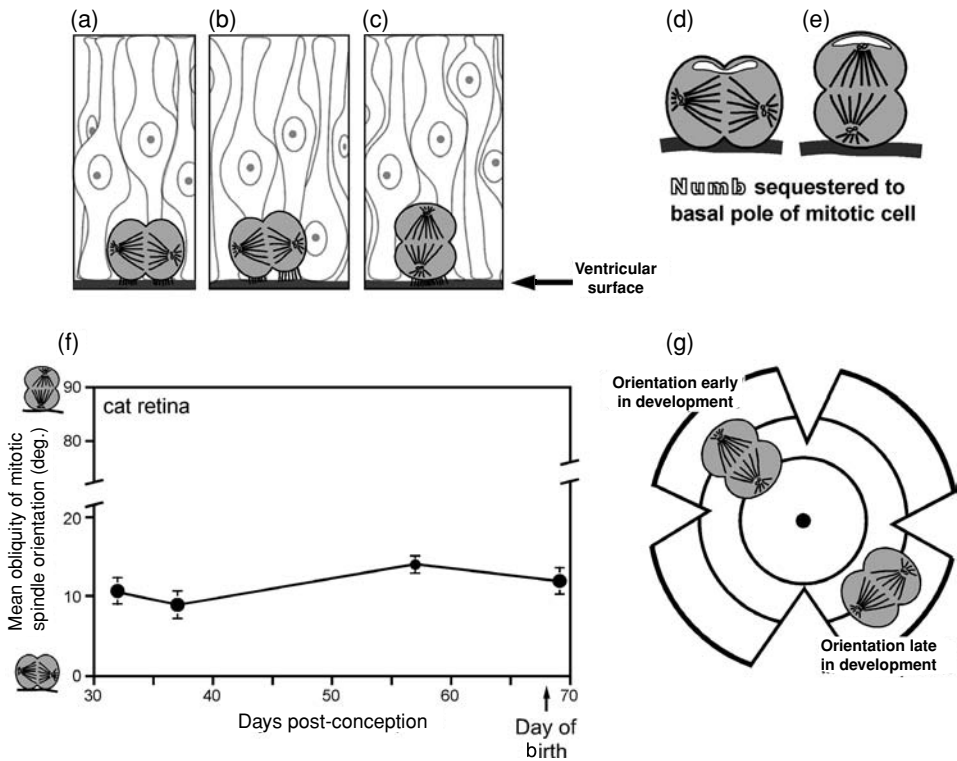 (a)
(b)
(c)
(d)
(e)
Numb sequestered to
basal pole of mitotic cell
Ventricular
surface
(f)
cat retina
Mean obliquity of mitotic
spindle orientation (deg.)
90
80
20
10
0
30
40
50
60
70
Days post-conception
Day of
birth
(g)
Orientation early
in development
Orientation late
in development